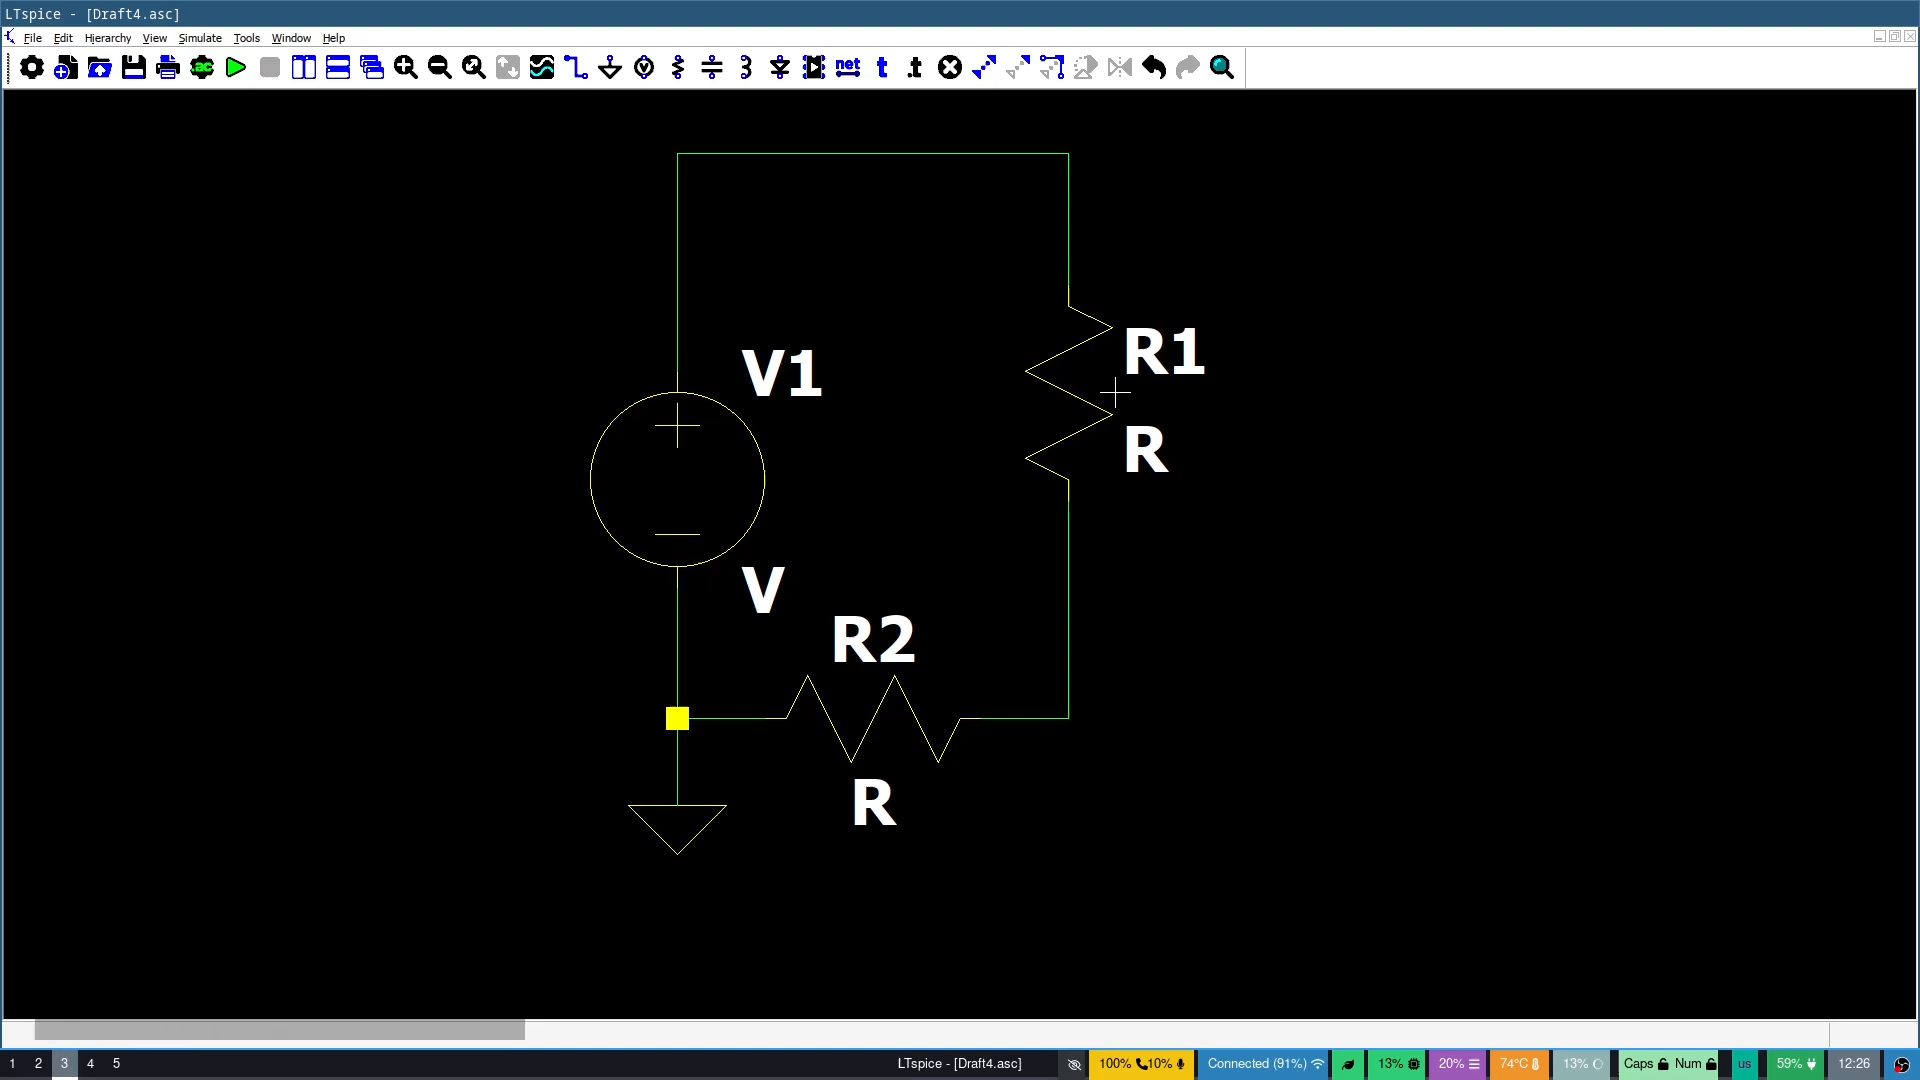 LTspice - [Draft4.asc]
File Edit Hierarchy View Simulate Tools Window Help
.ac net t .t
R1
V1
R
V
R2
R
1 2 3 4 5 LTspice - [Draft4.asc] 100% 10% Connected (91%) 13% 20% 74°C 13% Caps Num us 59% 12:26